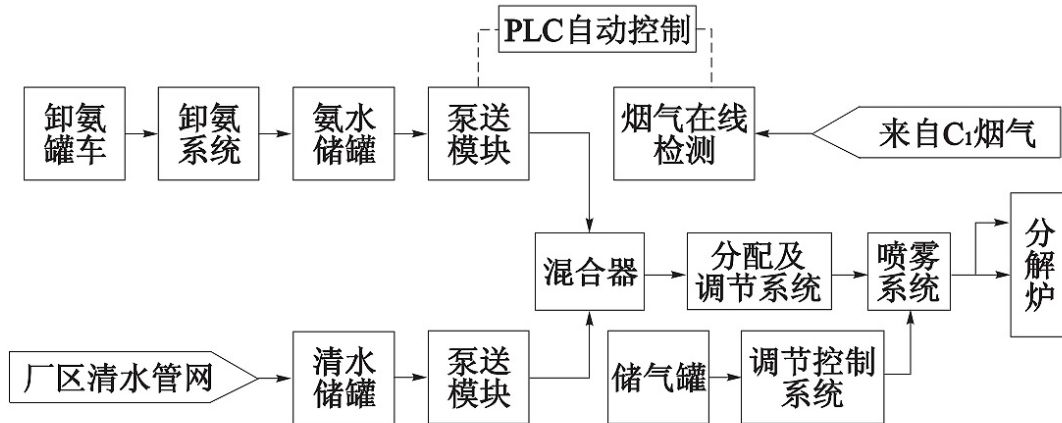 PLC自动控制
卸氨
罐车
卸氨
系统
氨水
储罐
泵送
模块
烟气在线
检测
来自C₁烟气
混合器
分配及
调节系统
喷雾
系统
分
解
炉
厂区清水管网
清水
储罐
泵送
模块
储气罐
调节控制
系统